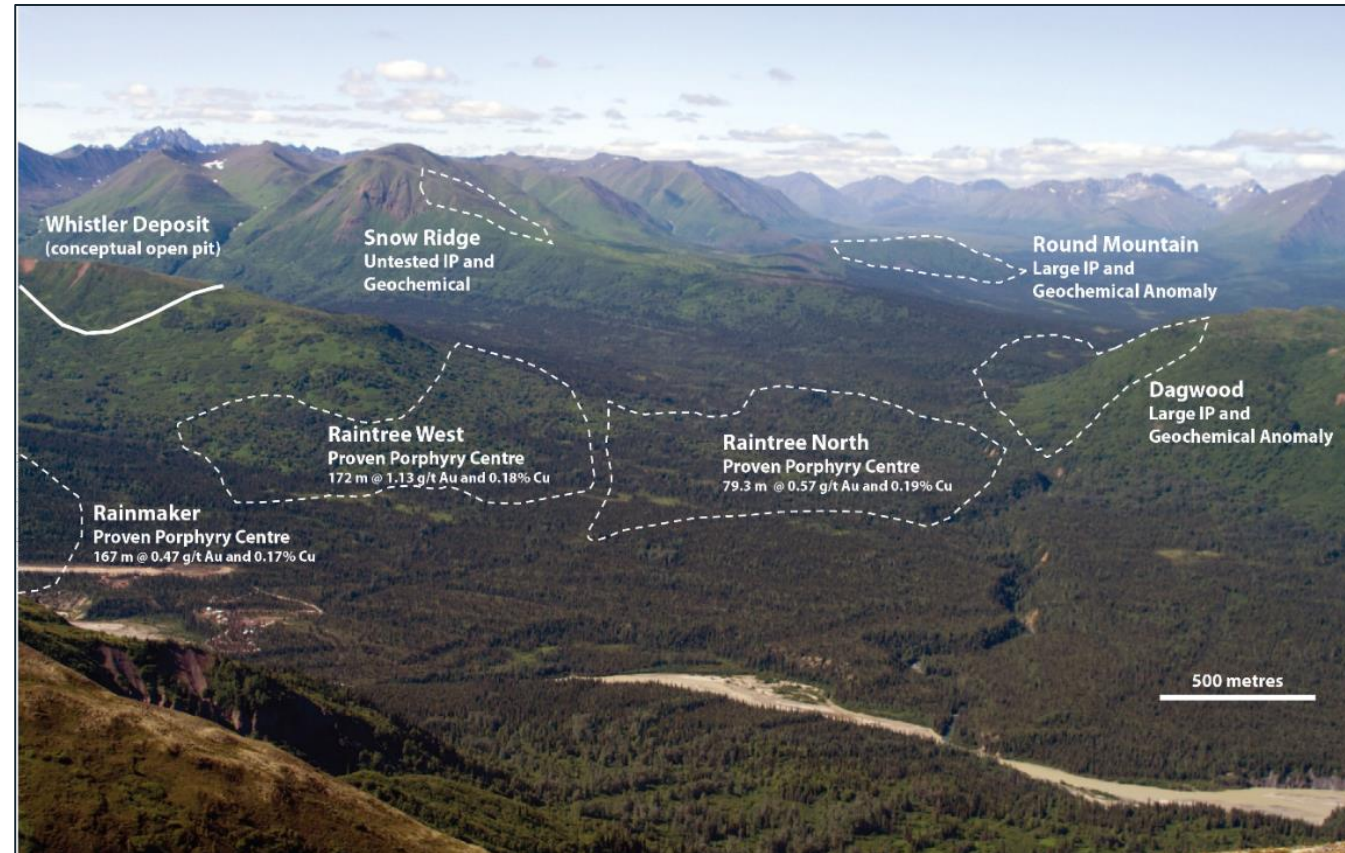 Whistler Deposit
(conceptual open pit)
Snow Ridge
Untested IP and
Geochemical
Round Mountain
Large IP and
Geochemical Anomaly
Dagwood
Large IP and
Geochemical Anomaly
Raintree West
Proven Porphyry Centre
172 m @ 1.13 g/t Au and 0.18% Cu
Raintree North
Proven Porphyry Centre
79.3 m @ 0.57 g/t Au and 0.19% Cu
Rainmaker
Proven Porphyry Centre
167 m @ 0.47 g/t Au and 0.17% Cu
500 metres